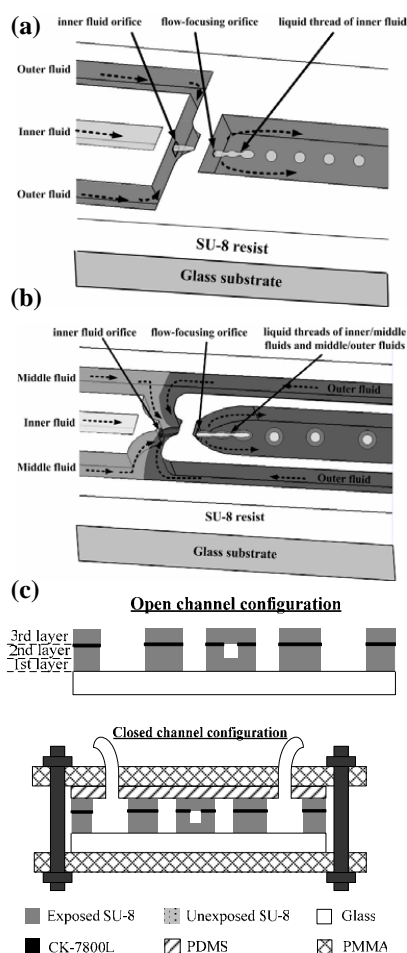 (a)
inner fluid orifice
flow-focusing orifice
liquid thread of inner fluid
Outer fluid
Inner fluid
Outer fluid
SU-8 resist
Glass substrate
(b)
inner fluid orifice
flow-focusing orifice
liquid threads of inner/middle
fluids and middle/outer fluids
Middle fluid
Outer fluid
Inner fluid
Middle fluid
Outer fluid
SU-8 resist
Glass substrate
(c)
Open channel configuration
3rd layer
2nd layer
1st layer
Closed channel configuration
Exposed SU-8
Unexposed SU-8
Glass
CK-7800L
PDMS
PMMA